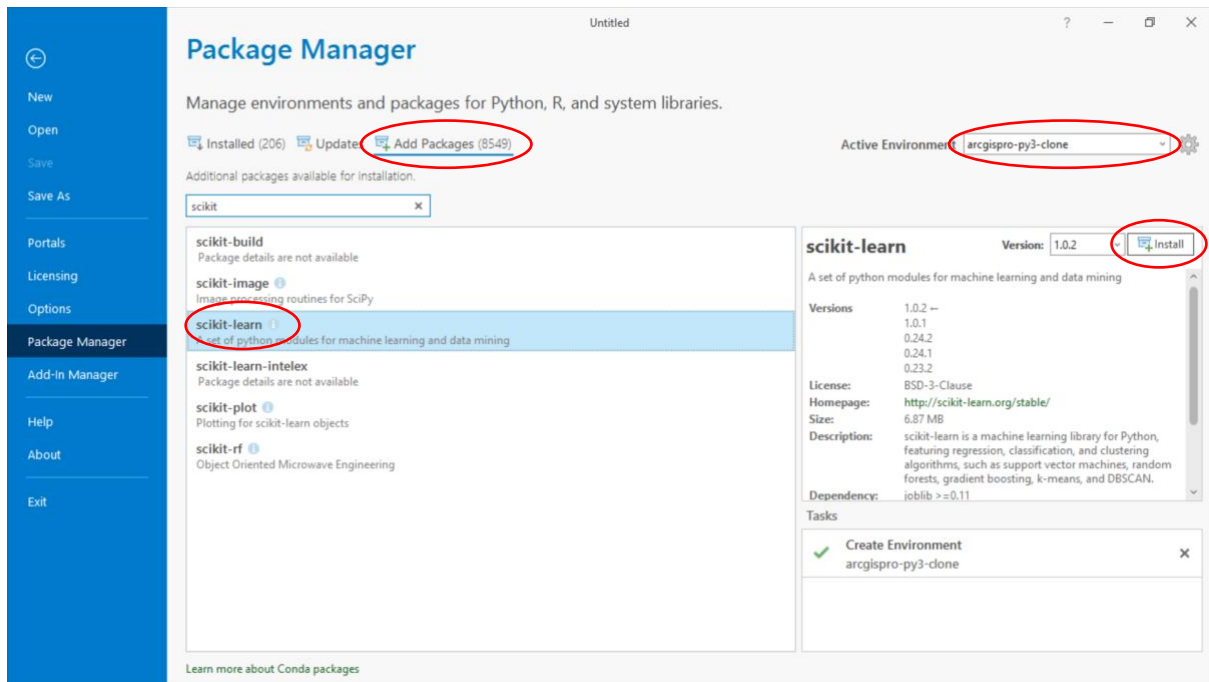 Untitled
?
Package Manager
New
Open
Save
Save As
Portals
Licensing
Options
Package Manager
Add-In Manager
Help
About
Exit
Manage environments and packages for Python, R, and system libraries.
Installed (206) Updates Add Packages (8549)
Active Environment arcgispro-py3-clone
Additional packages available for installation.
scikit
scikit-build
Package details are not available
scikit-image
Image processing routines for SciPy
scikit-learn
A set of python modules for machine learning and data mining
scikit-learn-intelex
Package details are not available
scikit-plot
Plotting for scikit-learn objects
scikit-rf
Object Oriented Microwave Engineering
scikit-learn Version: 1.0.2 Install
A set of python modules for machine learning and data mining
Versions 1.0.2 ←
1.0.1
0.24.2
0.24.1
0.23.2
License: BSD-3-Clause
Homepage: http://scikit-learn.org/stable/
Size: 6.87 MB
Description: scikit-learn is a machine learning library for Python,
featuring regression, classification, and clustering
algorithms, such as support vector machines, random
forests, gradient boosting, k-means, and DBSCAN.
Dependency: joblib >=0.11
Tasks
Create Environment
arcgispro-py3-clone
Learn more about Conda packages